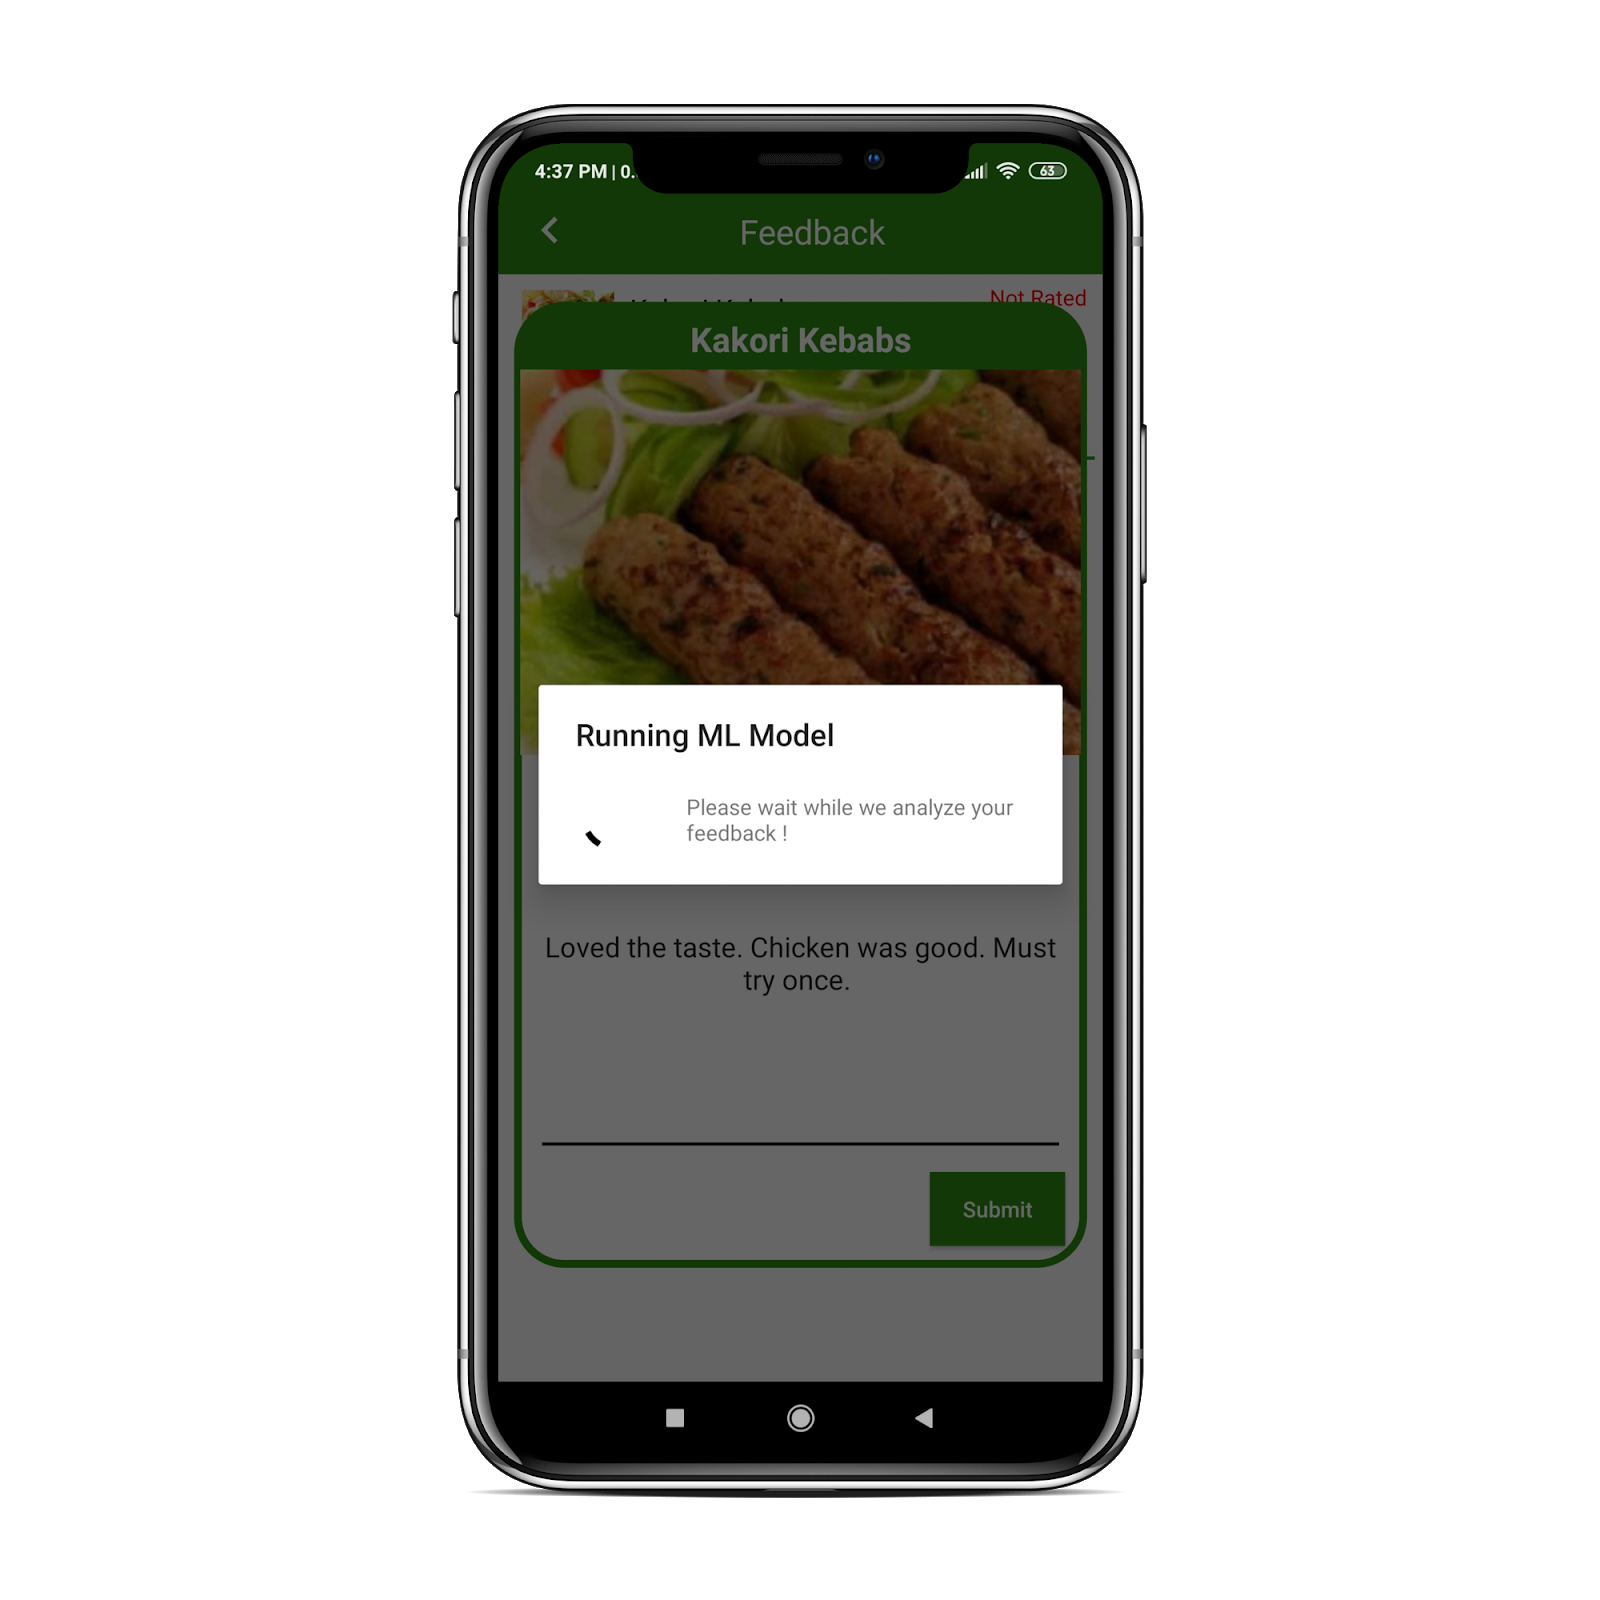 4:37 PM | 0.
63
Feedback
Not Rated
Kakori Kebabs
Running ML Model
Please wait while we analyze your
feedback !
Loved the taste. Chicken was good. Must
try once.
Submit